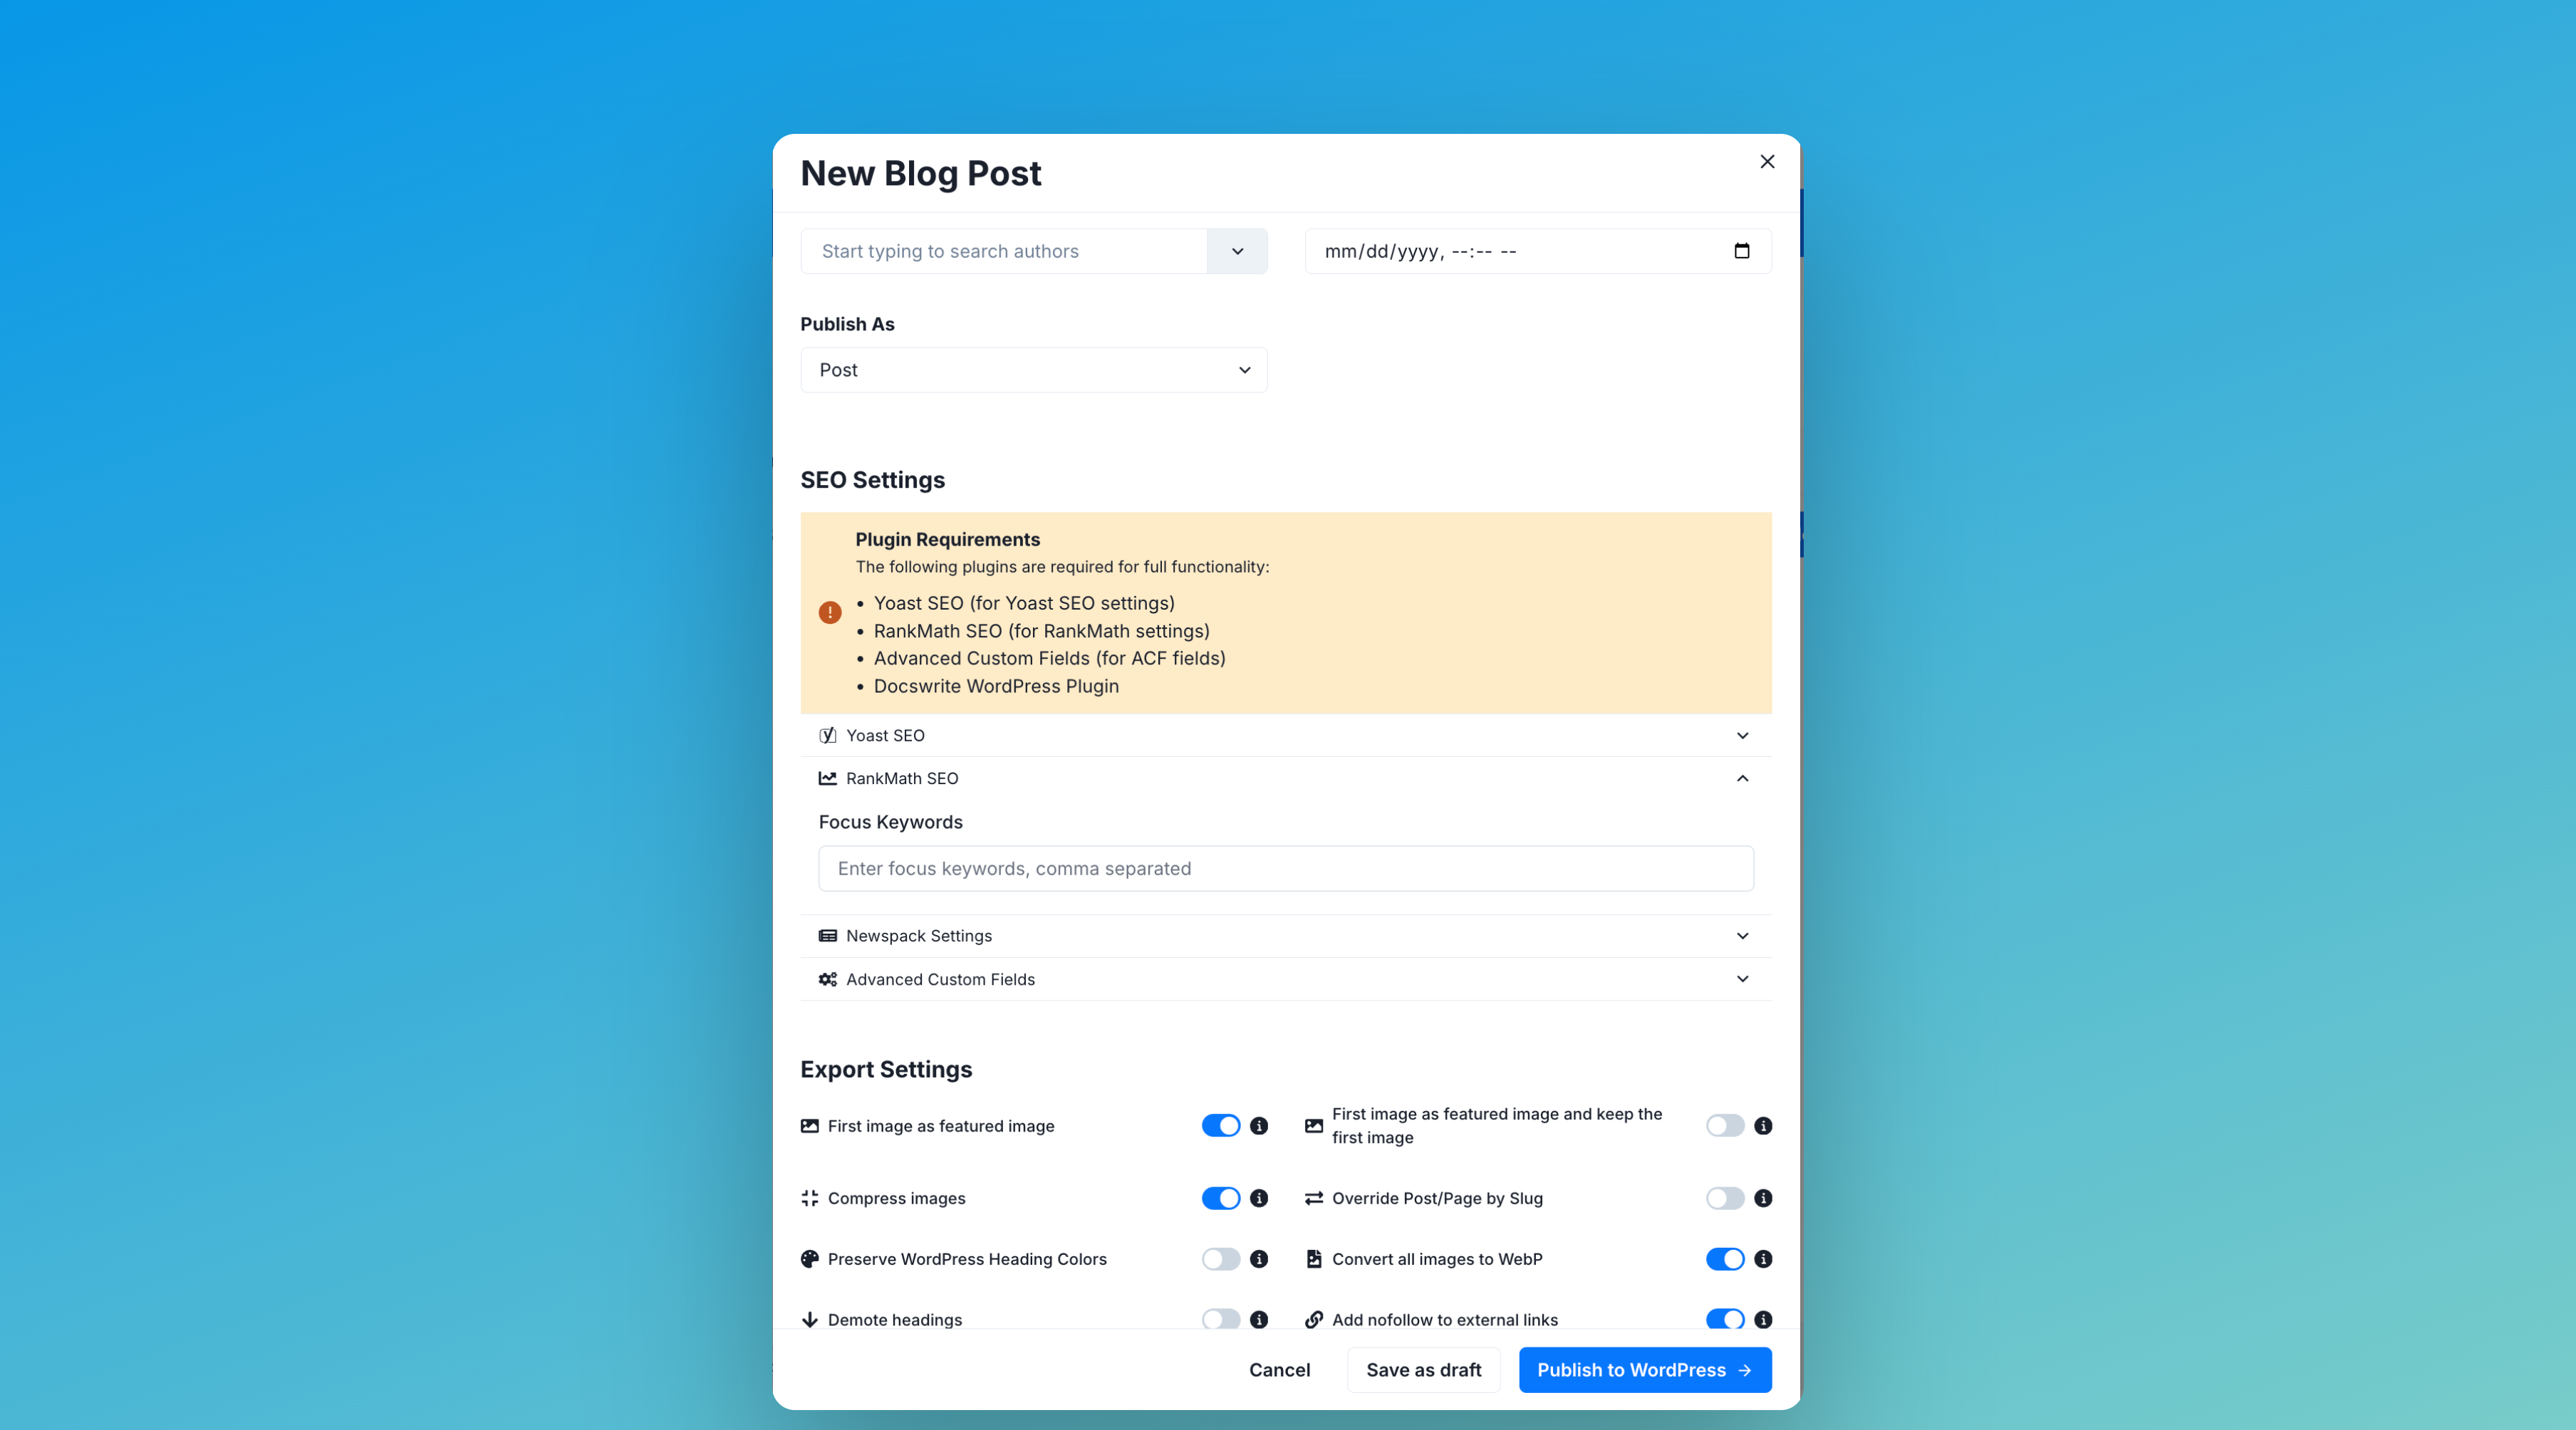 New Blog Post
Start typing to search authors
mm/dd/yyyy, --:-- --
Publish As
Post
SEO Settings
Plugin Requirements
The following plugins are required for full functionality:
• Yoast SEO (for Yoast SEO settings)
• RankMath SEO (for RankMath settings)
• Advanced Custom Fields (for ACF fields)
• Docswrite WordPress Plugin
Yoast SEO
RankMath SEO
Focus Keywords
Enter focus keywords, comma separated
Newspack Settings
Advanced Custom Fields
Export Settings
First image as featured image
First image as featured image and keep the
first image
Compress images
Override Post/Page by Slug
Preserve WordPress Heading Colors
Convert all images to WebP
Demote headings
Add nofollow to external links
Cancel
Save as draft
Publish to WordPress →